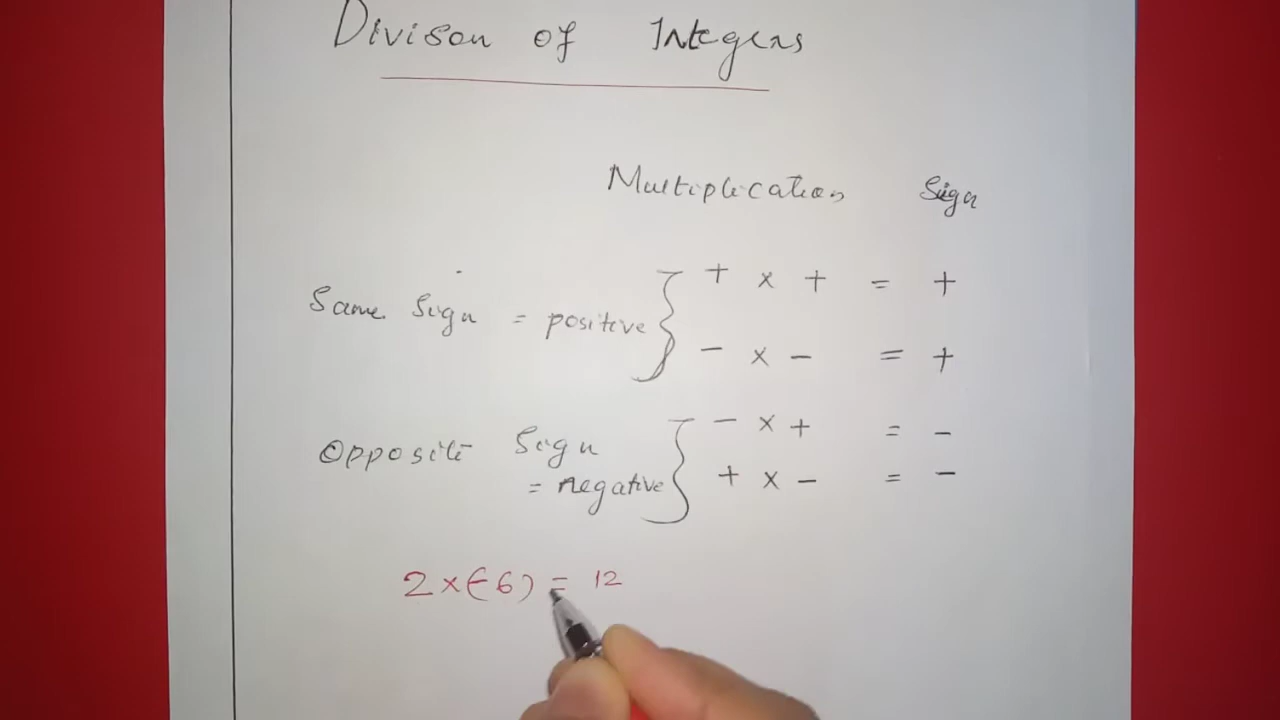 Divison of Integers
Multiplication Sign
Same Sign = positive
+ × + = +
- × - = +
Opposite Sign
= negative
- × + = -
+ × - = -
2 × (-6) = 12